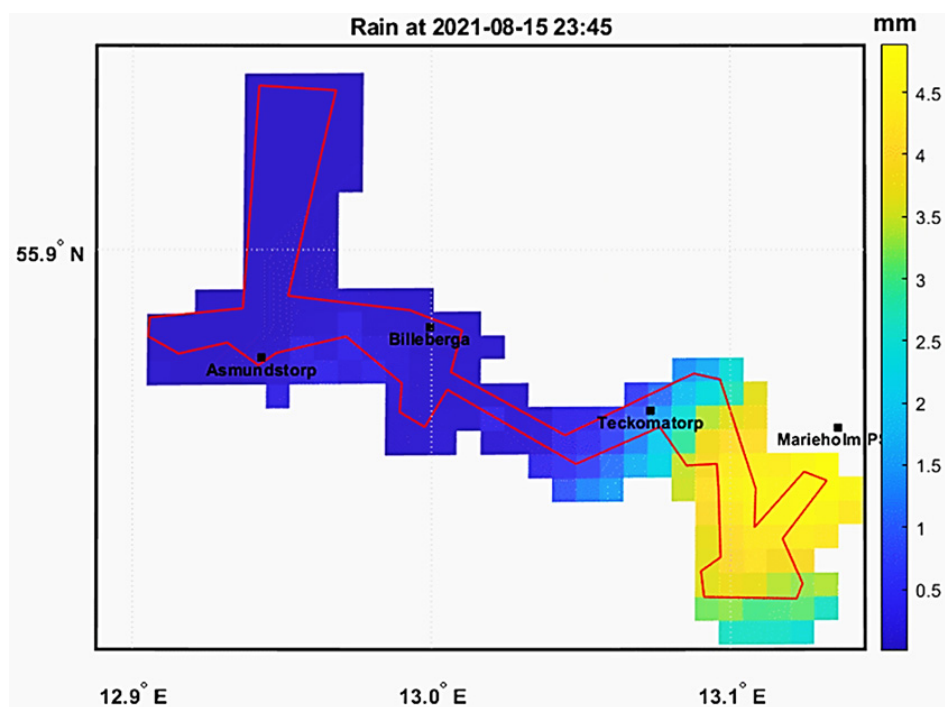 Rain at 2021-08-15 23:45
mm
4.5
4
3.5
3
2.5
2
1.5
1
0.5
55.9° N
Billeberga
Asmundstorp
Teckomatorp
Marieholm PS
12.9° E
13.0° E
13.1° E